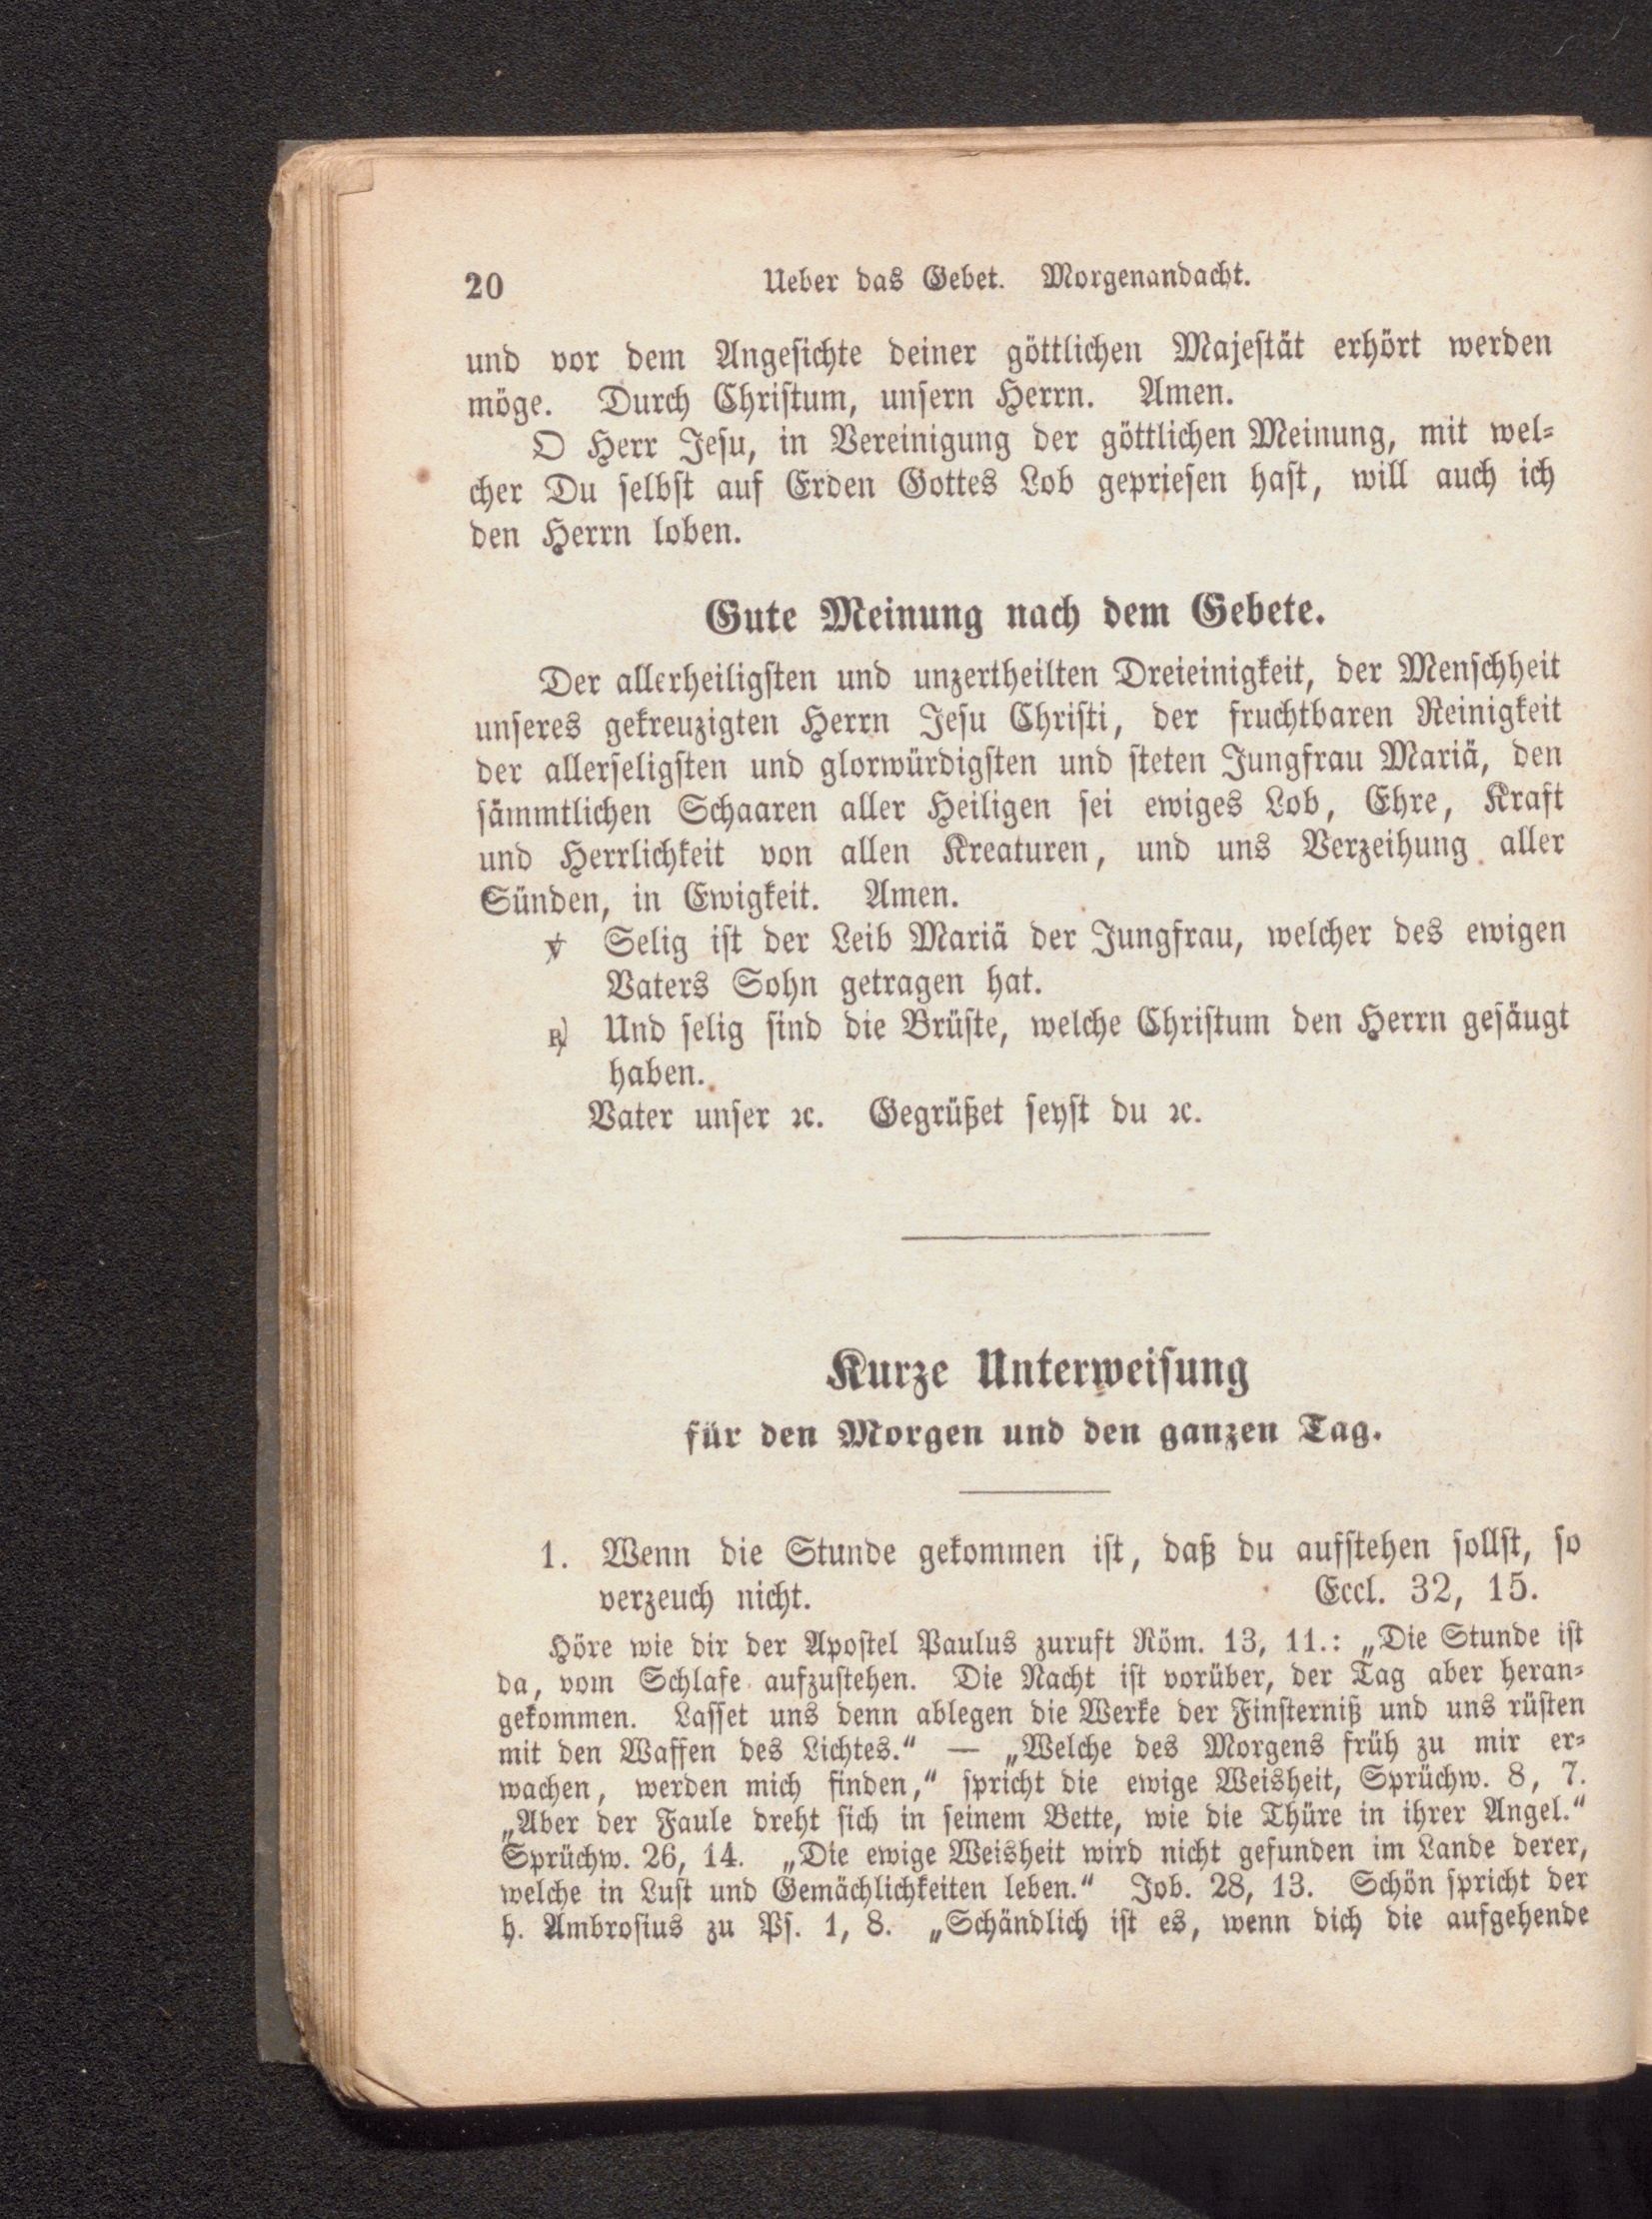 20 Ueber das Gebet. Morgenandacht.
und vor dem Angesichte deiner göttlichen Majestät erhört werden
möge. Durch Christum, unsern Herrn. Amen.
O Herr Jesu, in Vereinigung der göttlichen Meinung, mit wel-
cher Du selbst auf Erden Gottes Lob gepriesen hast, will auch ich
den Herrn loben.
Gute Meinung nach dem Gebete.
Der allerheiligsten und unzertheilten Dreieinigkeit, der Menschheit
unseres gekreuzigten Herrn Jesu Christi, der fruchtbaren Reinigkeit
der allerseligsten und glorwürdigsten und steten Jungfrau Mariä, den
sämmtlichen Schaaren aller Heiligen sei ewiges Lob, Ehre, Kraft
und Herrlichkeit von allen Kreaturen, und uns Verzeihung aller
Sünden, in Ewigkeit. Amen.
℣ Selig ist der Leib Mariä der Jungfrau, welcher des ewigen
Vaters Sohn getragen hat.
℟ Und selig sind die Brüste, welche Christum den Herrn gesäugt
haben.
Vater unser ꝛc. Gegrüßet seyst du ꝛc.
Kurze Unterweisung
für den Morgen und den ganzen Tag.
1. Wenn die Stunde gekommen ist, daß du aufstehen sollst, so
verzeuch nicht. Eccl. 32, 15.
Höre wie dir der Apostel Paulus zuruft Röm. 13, 11.: „Die Stunde ist
da, vom Schlafe aufzustehen. Die Nacht ist vorüber, der Tag aber heran-
gekommen. Lasset uns denn ablegen die Werke der Finsterniß und uns rüsten
mit den Waffen des Lichtes.“ — „Welche des Morgens früh zu mir er-
wachen, werden mich finden,“ spricht die ewige Weisheit, Sprüchw. 8, 7.
„Aber der Faule dreht sich in seinem Bette, wie die Thüre in ihrer Angel.“
Sprüchw. 26, 14. „Die ewige Weisheit wird nicht gefunden im Lande derer,
welche in Lust und Gemächlichkeiten leben.“ Job. 28, 13. Schön spricht der
h. Ambrosius zu Ps. 1, 8. „Schändlich ist es, wenn dich die aufgehende